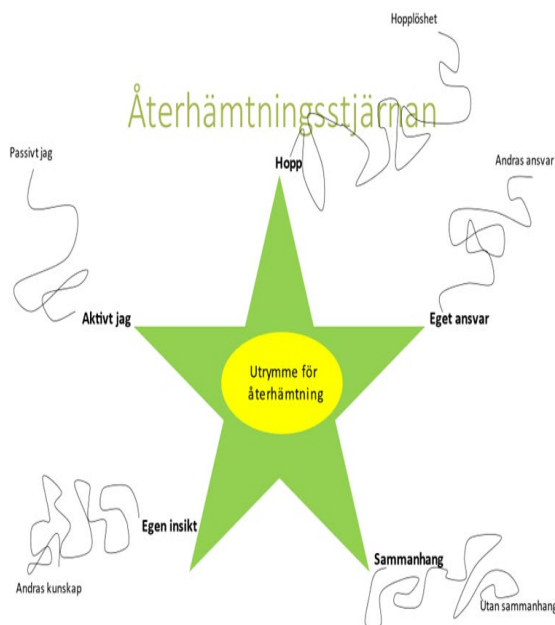 Hopplöshet
Återhämtningsstjärnan
Passivt jag
Hopp
Andras ansvar
Aktivt jag
Eget ansvar
Utrymme för
återhämtning
Egen insikt
Sammanhang
Andras kunskap
Utan sammanhang